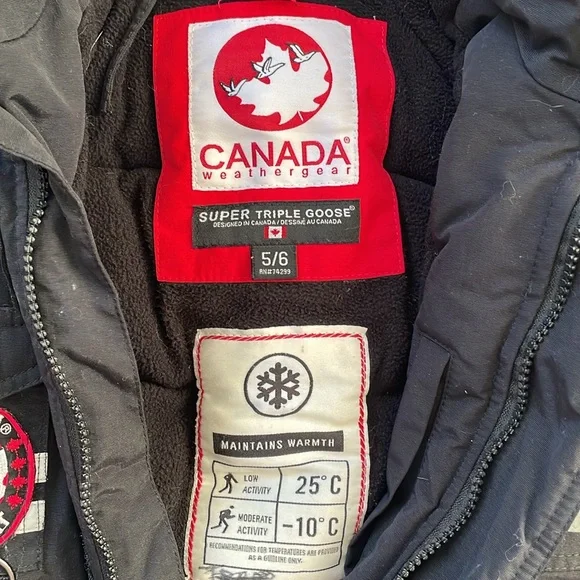 CANADA®
weathergear
SUPER TRIPLE GOOSE®
DESIGNED IN CANADA / DESSINÉ AU CANADA
5/6
RN#74299
MAINTAINS WARMTH
LOW
ACTIVITY
25°C
MODERATE
ACTIVITY
-10°C
RECOMMENDATIONS FOR TEMPERATURES ARE PROVIDED
AS A GUIDELINE ONLY.